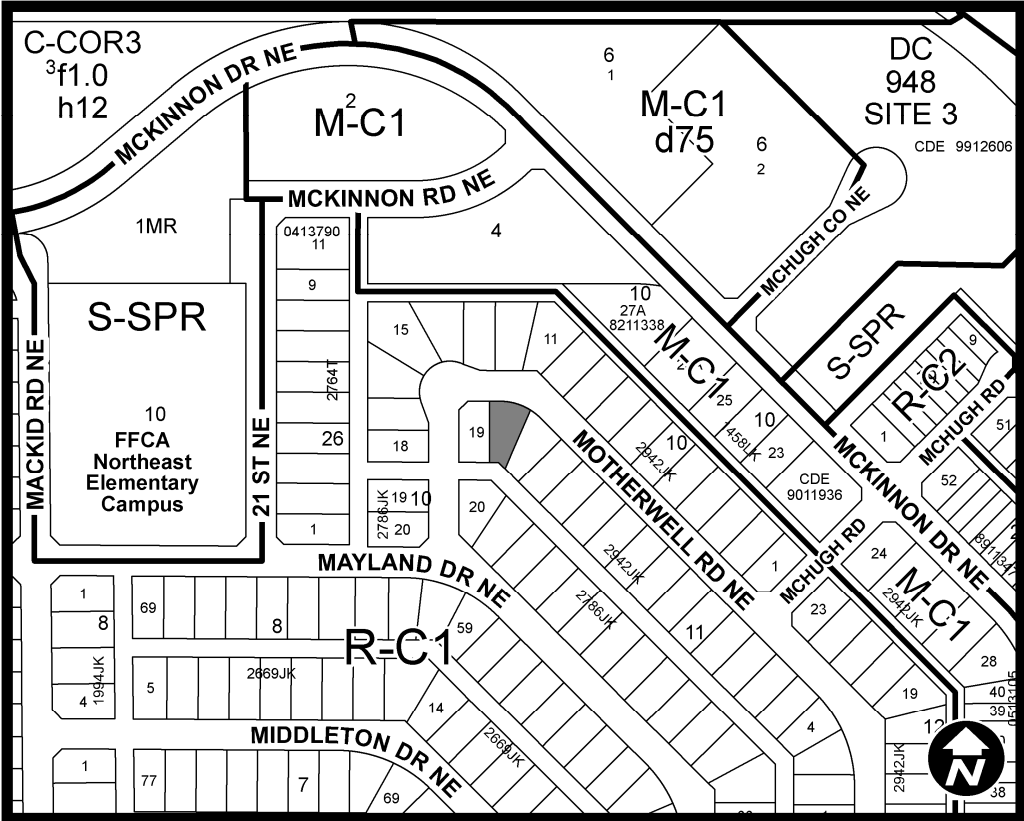 C-COR3
3
f1.0
h12
MCKINNON DR NE
2
M-C1
6
1
M-C1
d75
6
2
DC
948
SITE 3
CDE 9912606
MCKINNON RD NE
1MR
0413790
11
4
MCHUGH CO NE
9
S-SPR
10
FFCA
Northeast
Elementary
Campus
MACKID RD NE
21 ST NE
2764T
26
1
15
18
2786JK
19
10
20
19
20
11
10
27A
8211338
M-C1
25
10
1458LK
23
10
2942JK
CDE
9011936
S-SPR
R-C2
9
1
MCHUGH RD
51
52
MCKINNON DR NE
8911347
MOTHERWELL RD NE
MCHUGH RD
1
24
M-C1
2942JK
23
28
40
39
0513105
38
19
12
2942JK
MAYLAND DR NE
2942JK
2786JK
11
4
1
8
1994JK
4
69
8
59
R-C1
5
2669JK
14
MIDDLETON DR NE
2669JK
1
77
7
69
N